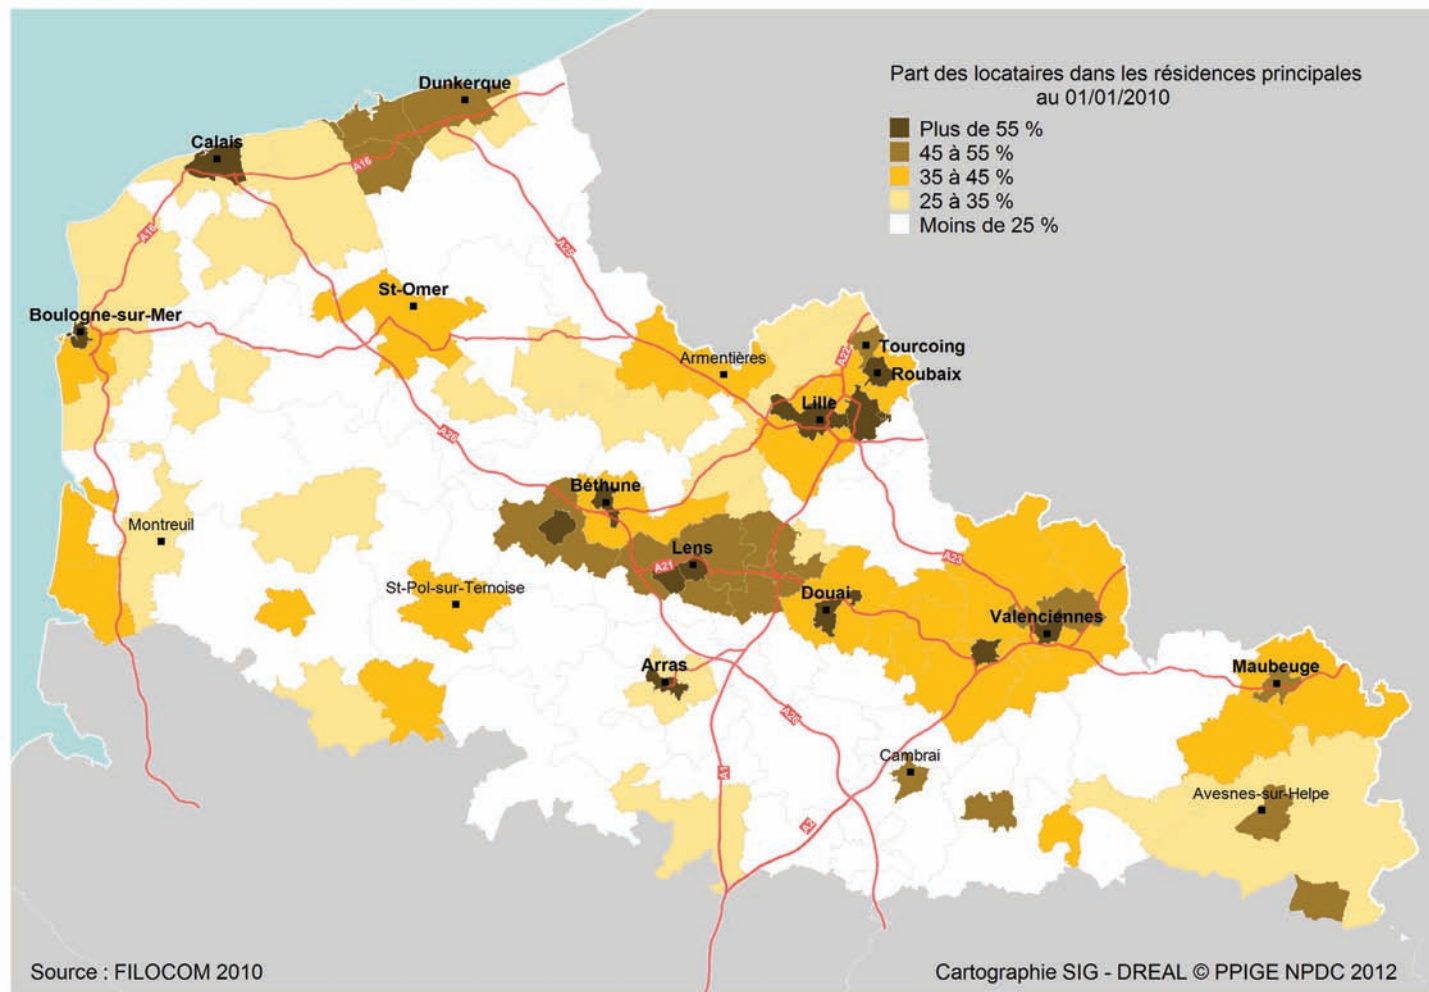 Part des locataires dans les résidences principales
au 01/01/2010
Plus de 55 %
45 à 55 %
35 à 45 %
25 à 35 %
Moins de 25 %
Dunkerque
Calais
A16
A16
A25
St-Omer
Boulogne-sur-Mer
Armentières
A22
Tourcoing
Roubaix
Lille
A26
Béthune
Montreuil
Lens
A21
A23
St-Pol-sur-Ternoise
Douai
Valenciennes
Arras
Maubeuge
A26
Cambrai
A1
A2
Avesnes-sur-Helpe
Source : FILOCOM 2010
Cartographie SIG - DREAL © PPIGE NPDC 2012